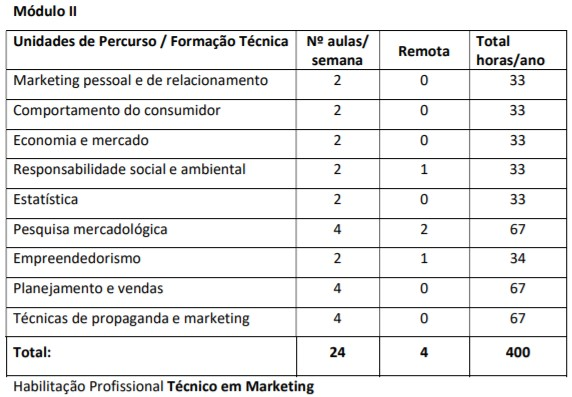 Módulo II
Unidades de Percurso / Formação Técnica Nº aulas/ semana Remota Total horas/ano
Marketing pessoal e de relacionamento 2 0 33
Comportamento do consumidor 2 0 33
Economia e mercado 2 0 33
Responsabilidade social e ambiental 2 1 33
Estatística 2 0 33
Pesquisa mercadológica 4 2 67
Empreendedorismo 2 1 34
Planejamento e vendas 4 0 67
Técnicas de propaganda e marketing 4 0 67
Total: 24 4 400
Habilitação Profissional Técnico em Marketing